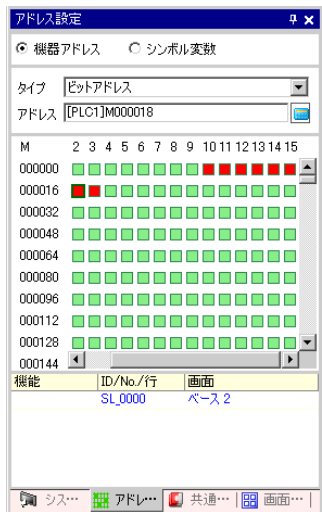 アドレス設定
機器アドレス シンボル変数
タイプ ビットアドレス
アドレス [PLC1]M000018
M 2 3 4 5 6 7 8 9 10 11 12 13 14 15
000000
000016
000032
000048
000064
000080
000096
000112
000128
000144
機能 ID/No./行 画面
SL_0000 ベース 2
シス… アドレ… 共通… 画面…